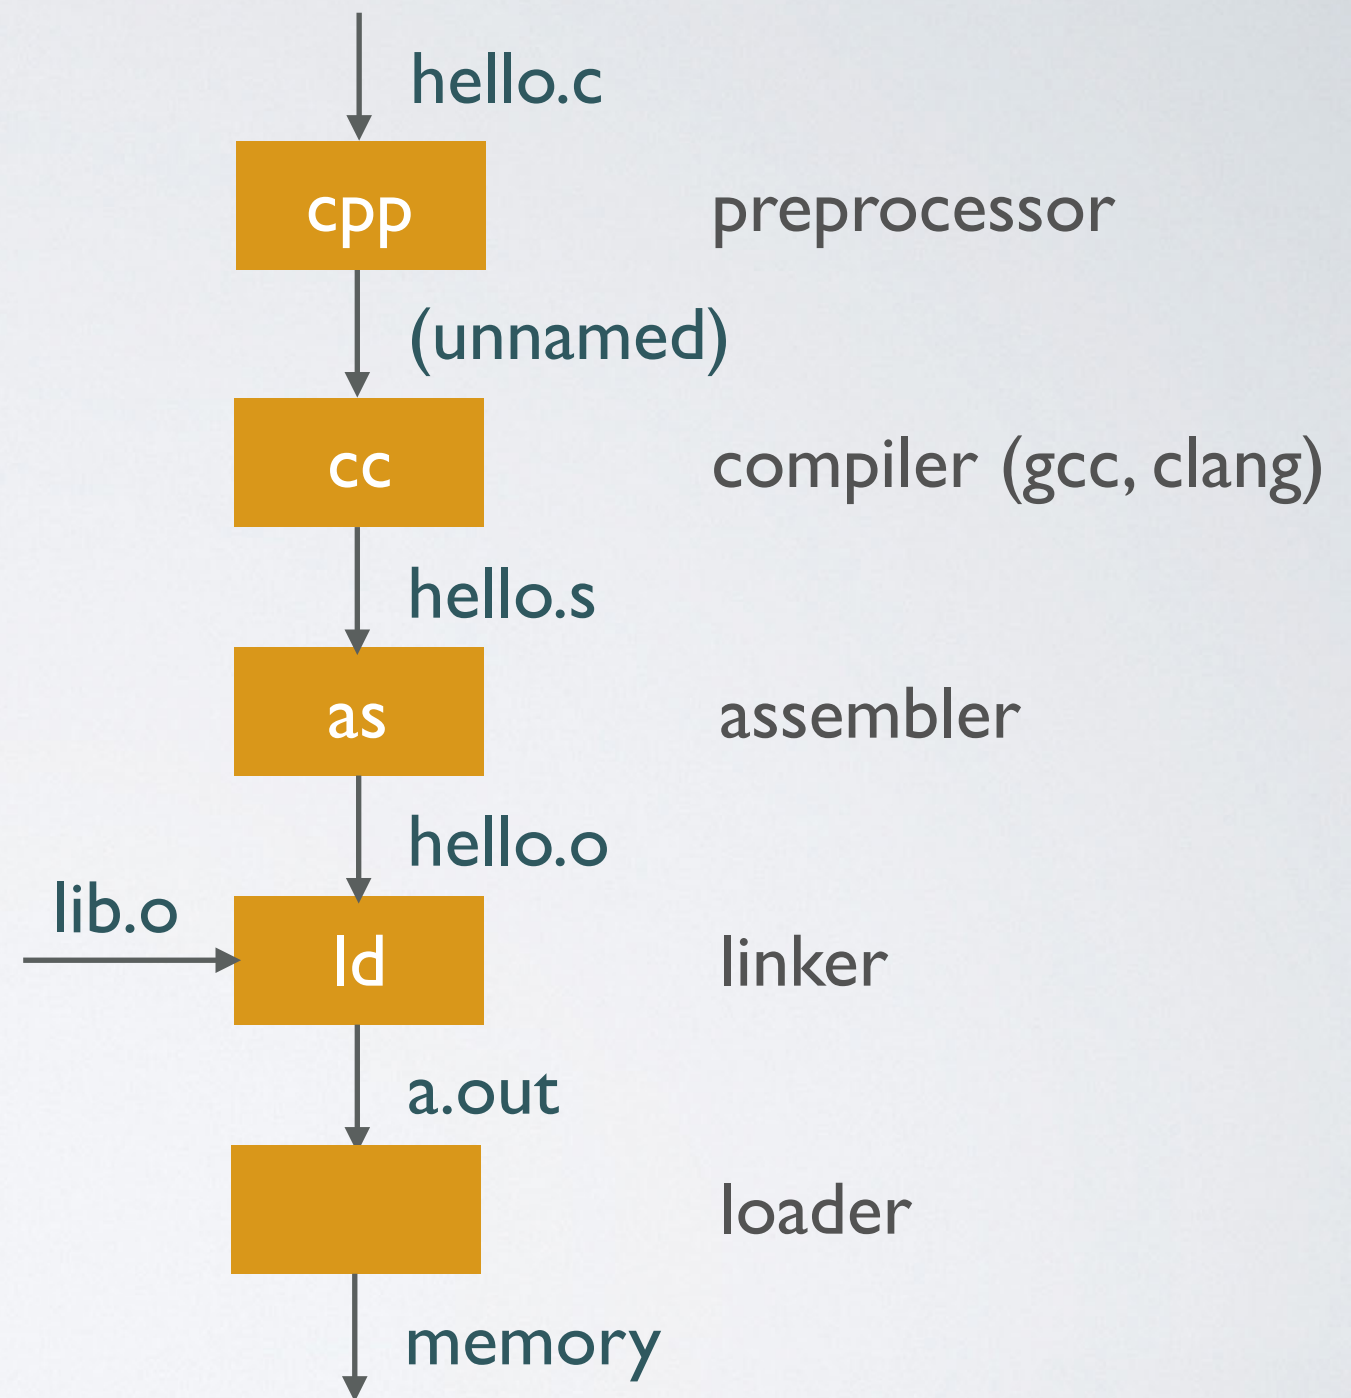 hello.c
cpp preprocessor
(unnamed)
cc compiler (gcc, clang)
hello.s
as assembler
hello.o
lib.o
ld linker
a.out
loader
memory